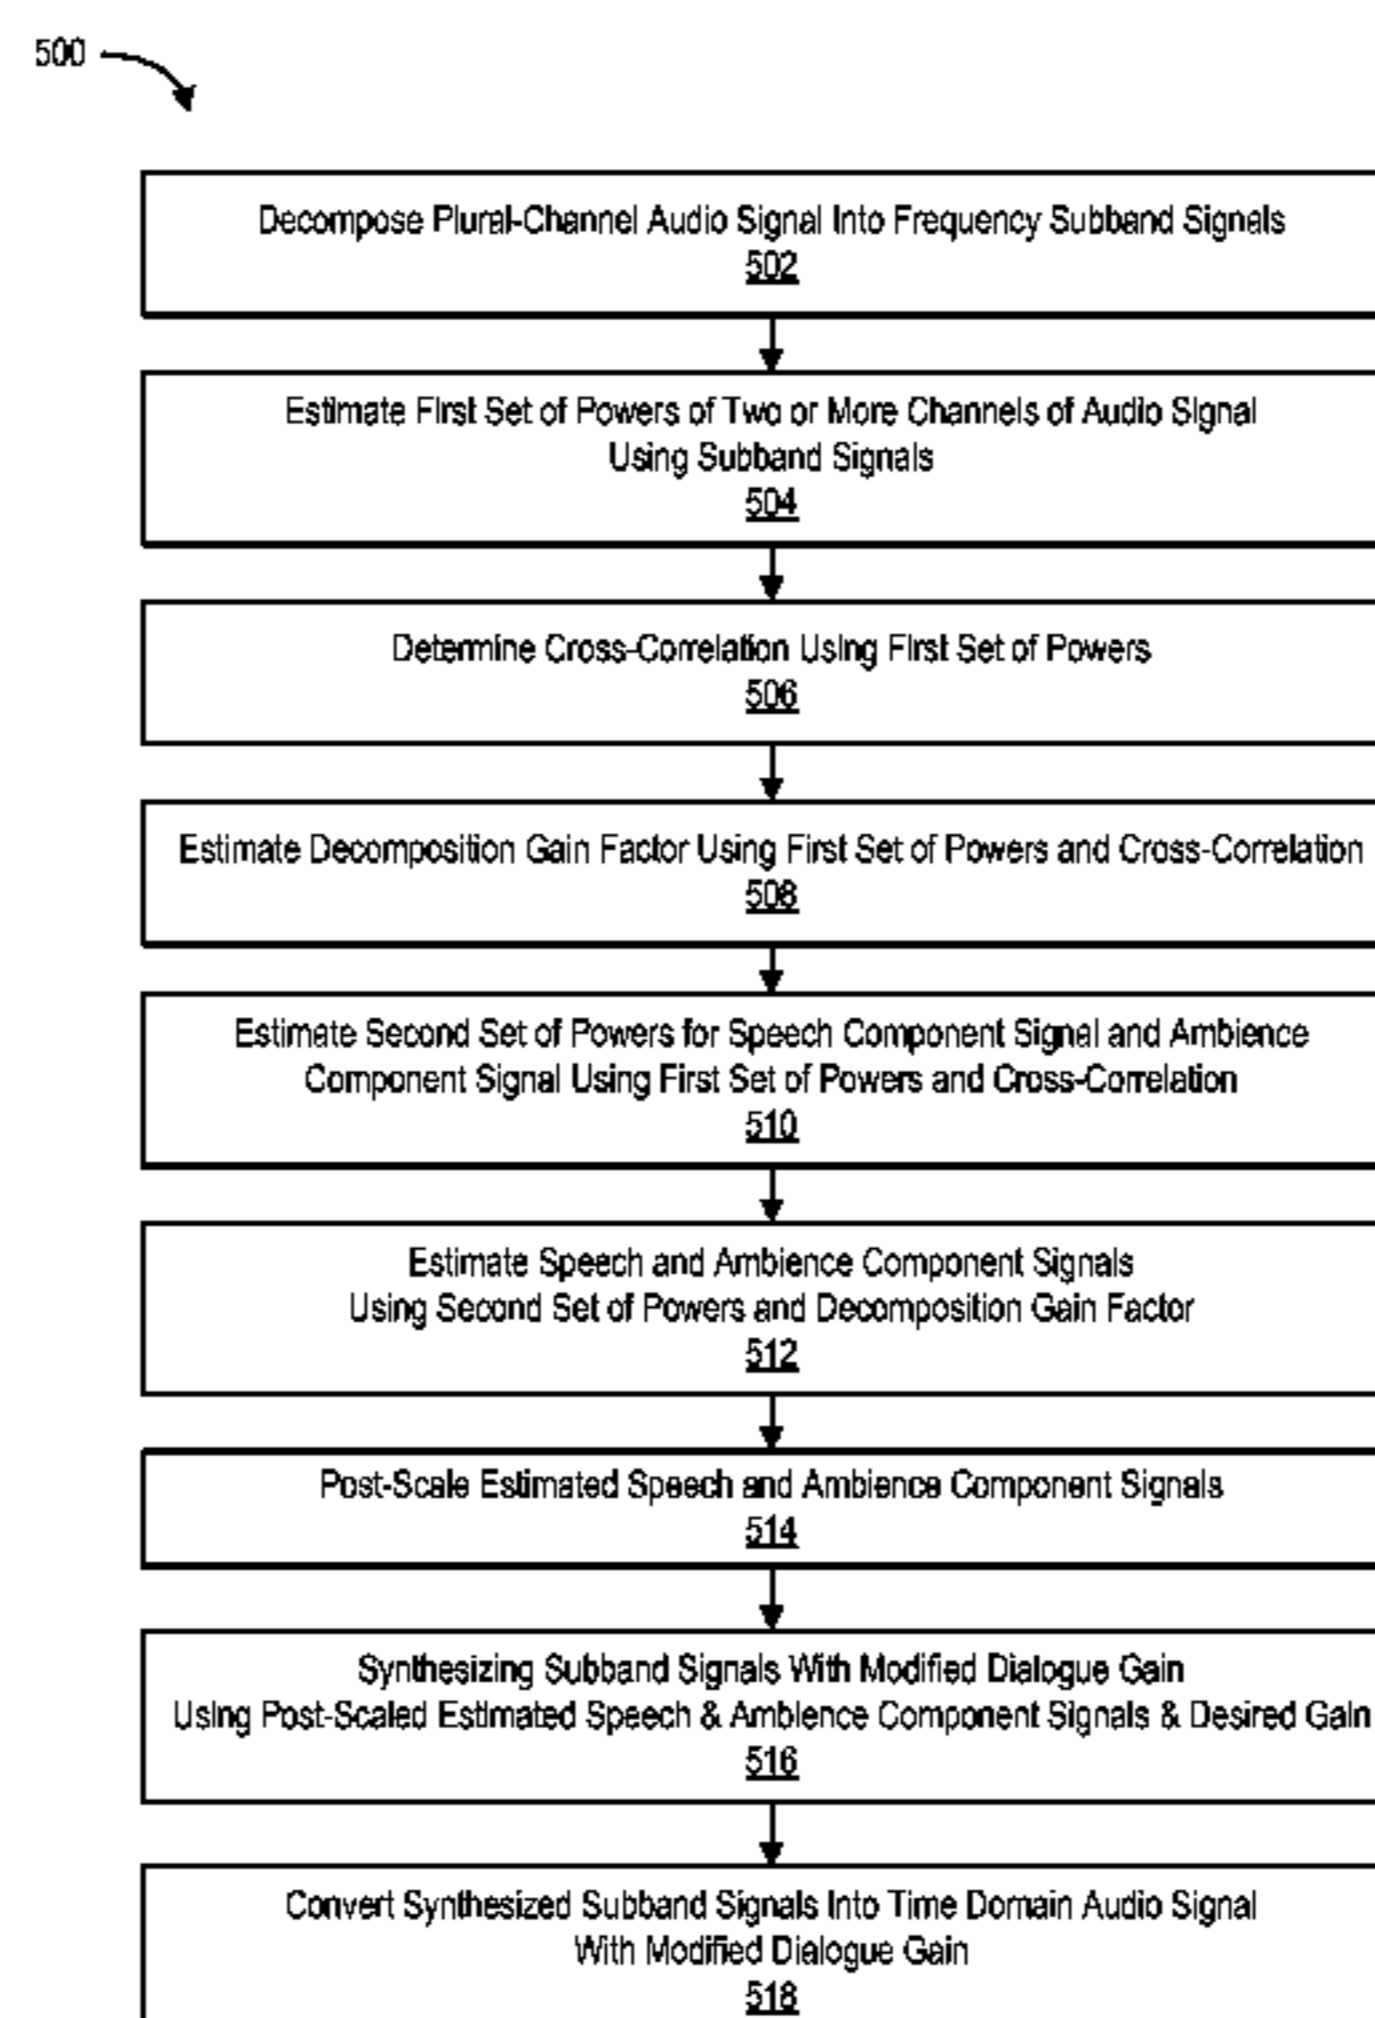 500
Decompose Plural-Channel Audio Signal Into Frequency Subband Signals
502
Estimate First Set of Powers of Two or More Channels of Audio Signal
Using Subband Signals
504
Determine Cross-Correlation Using First Set of Powers
506
Estimate Decomposition Gain Factor Using First Set of Powers and Cross-Correlation
508
Estimate Second Set of Powers for Speech Component Signal and Ambience
Component Signal Using First Set of Powers and Cross-Correlation
510
Estimate Speech and Ambience Component Signals
Using Second Set of Powers and Decomposition Gain Factor
512
Post-Scale Estimated Speech and Ambience Component Signals
514
Synthesizing Subband Signals With Modified Dialogue Gain
Using Post-Scaled Estimated Speech & Ambience Component Signals & Desired Gain
516
Convert Synthesized Subband Signals Into Time Domain Audio Signal
With Modified Dialogue Gain
518